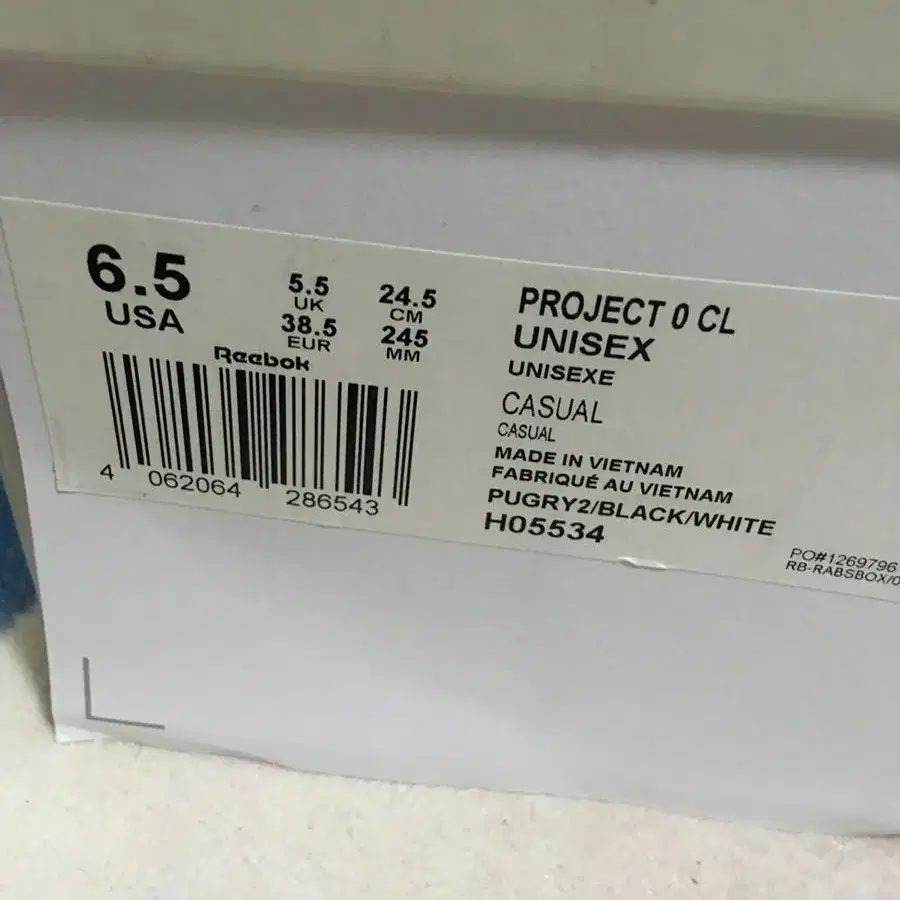 6.5
USA
5.5
UK
38.5
EUR
24.5
CM
245
MM
Reebok
4 062064 286543
PROJECT 0 CL
UNISEX
UNISEXE
CASUAL
CASUAL
MADE IN VIETNAM
FABRIQUÉ AU VIETNAM
PUGRY2/BLACK/WHITE
H05534
PO#1269796
RB-RABSBOX/0